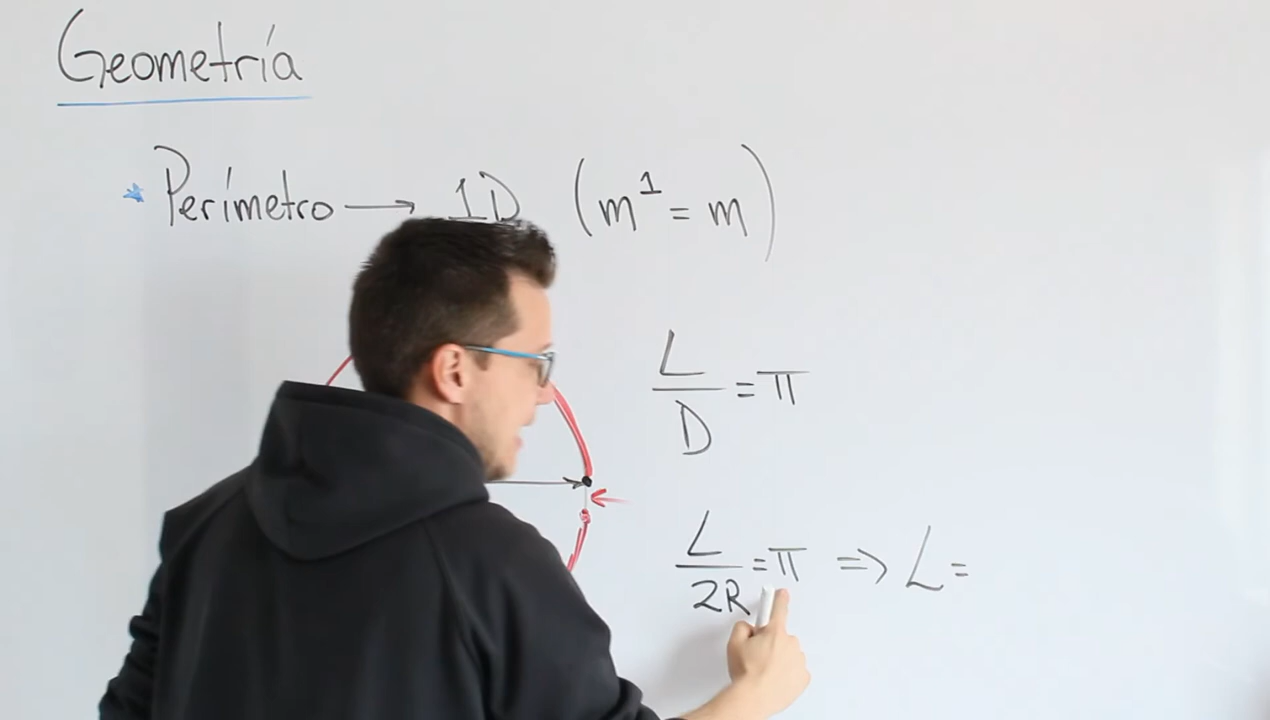 Geometría
* Perímetro → 1D (m¹ = m)
L/D = π
L/2R = π ⇒ L =